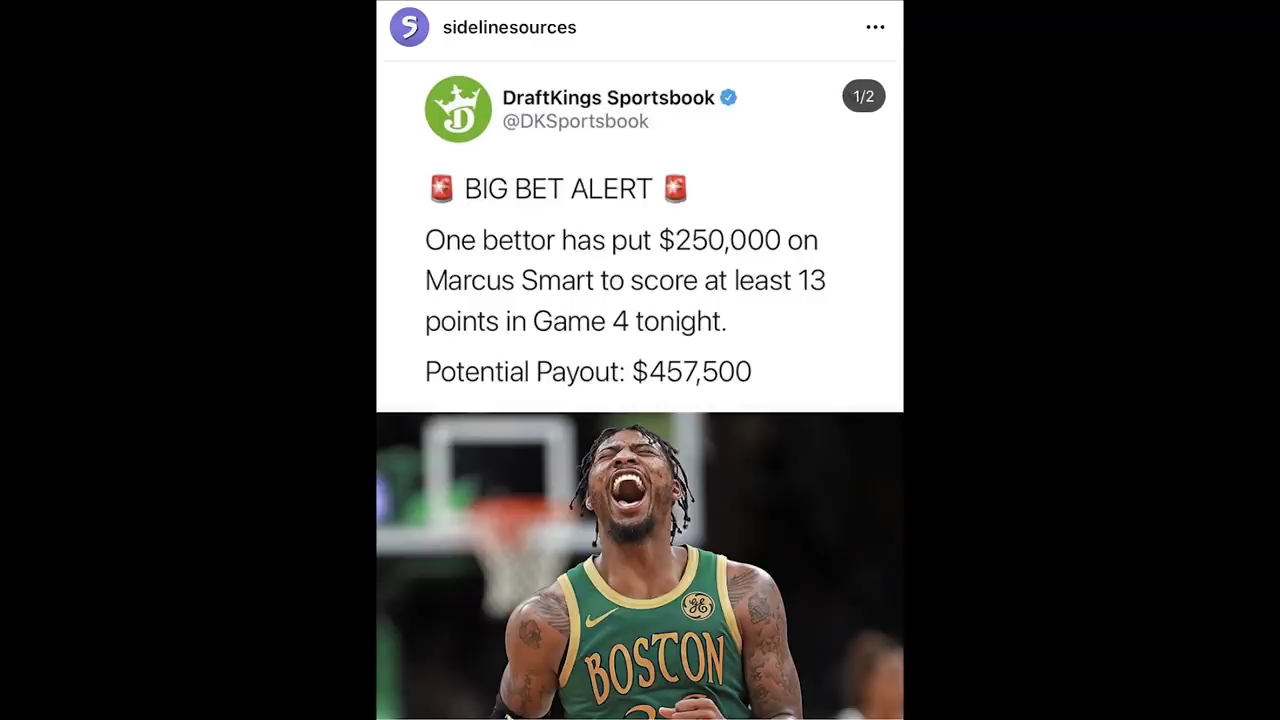 S sidelinesources
DraftKings Sportsbook
1/2
@DKSportsbook
🚨 BIG BET ALERT 🚨
One bettor has put $250,000 on
Marcus Smart to score at least 13
points in Game 4 tonight.
Potential Payout: $457,500
GE
BOSTON